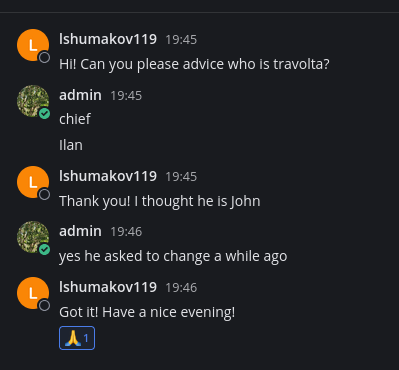 lshumakov119 19:45
Hi! Can you please advice who is travolta?
admin 19:45
chief
Ilan
lshumakov119 19:45
Thank you! I thought he is John
admin 19:46
yes he asked to change a while ago
lshumakov119 19:46
Got it! Have a nice evening!
🙏 1